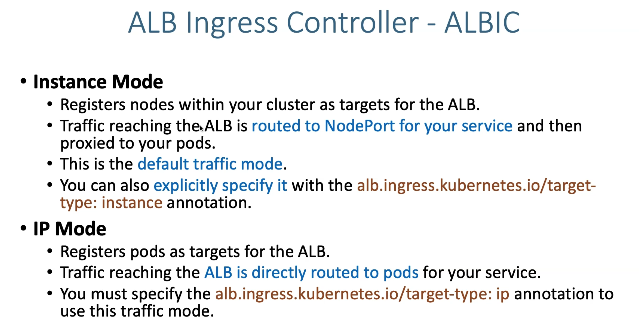 ALB Ingress Controller - ALBIC
• Instance Mode
• Registers nodes within your cluster as targets for the ALB.
• Traffic reaching the ALB is routed to NodePort for your service and then
proxied to your pods.
• This is the default traffic mode.
• You can also explicitly specify it with the alb.ingress.kubernetes.io/target-
type: instance annotation.
• IP Mode
• Registers pods as targets for the ALB.
• Traffic reaching the ALB is directly routed to pods for your service.
• You must specify the alb.ingress.kubernetes.io/target-type: ip annotation to
use this traffic mode.